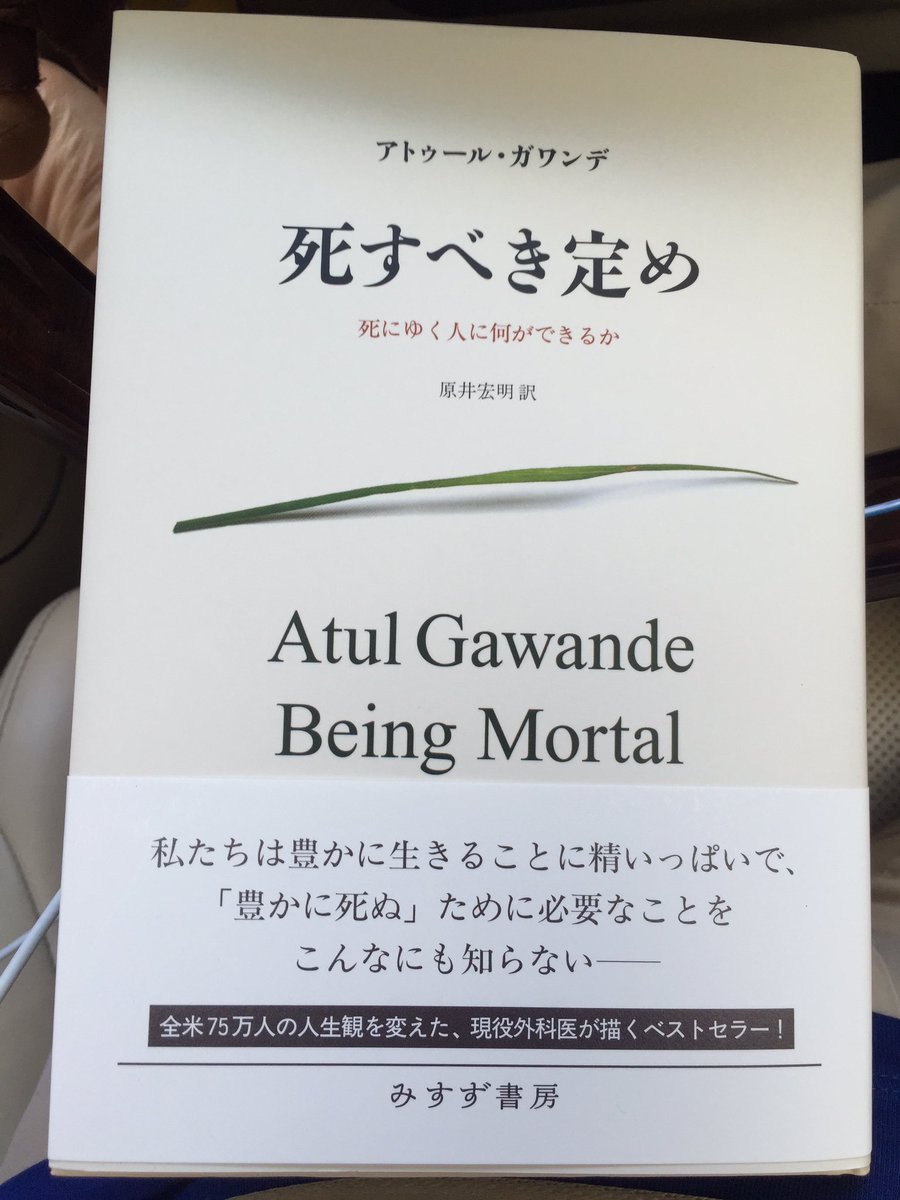 アトゥール・ガワンデ
死すべき定め
死にゆく人に何ができるか
原井宏明 訳
Atul Gawande
Being Mortal
私たちは豊かに生きることに精いっぱいで、
「豊かに死ぬ」ために必要なことを
こんなにも知らない――
全米75万人の人生観を変えた、現役外科医が描くベストセラー！
みすず書房